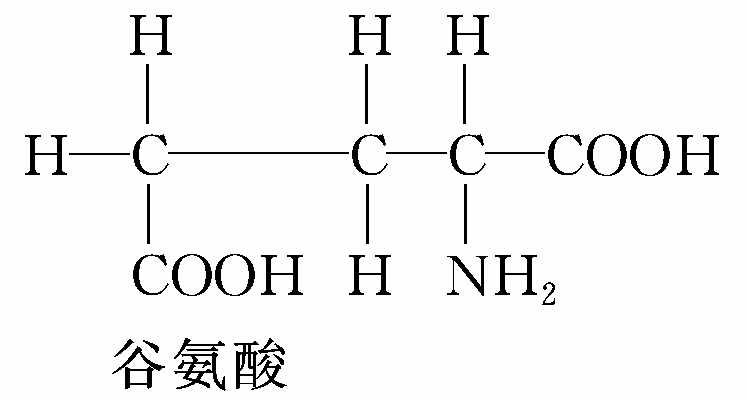 H H H
H—C—C—C—COOH
COOH H NH₂
谷氨酸